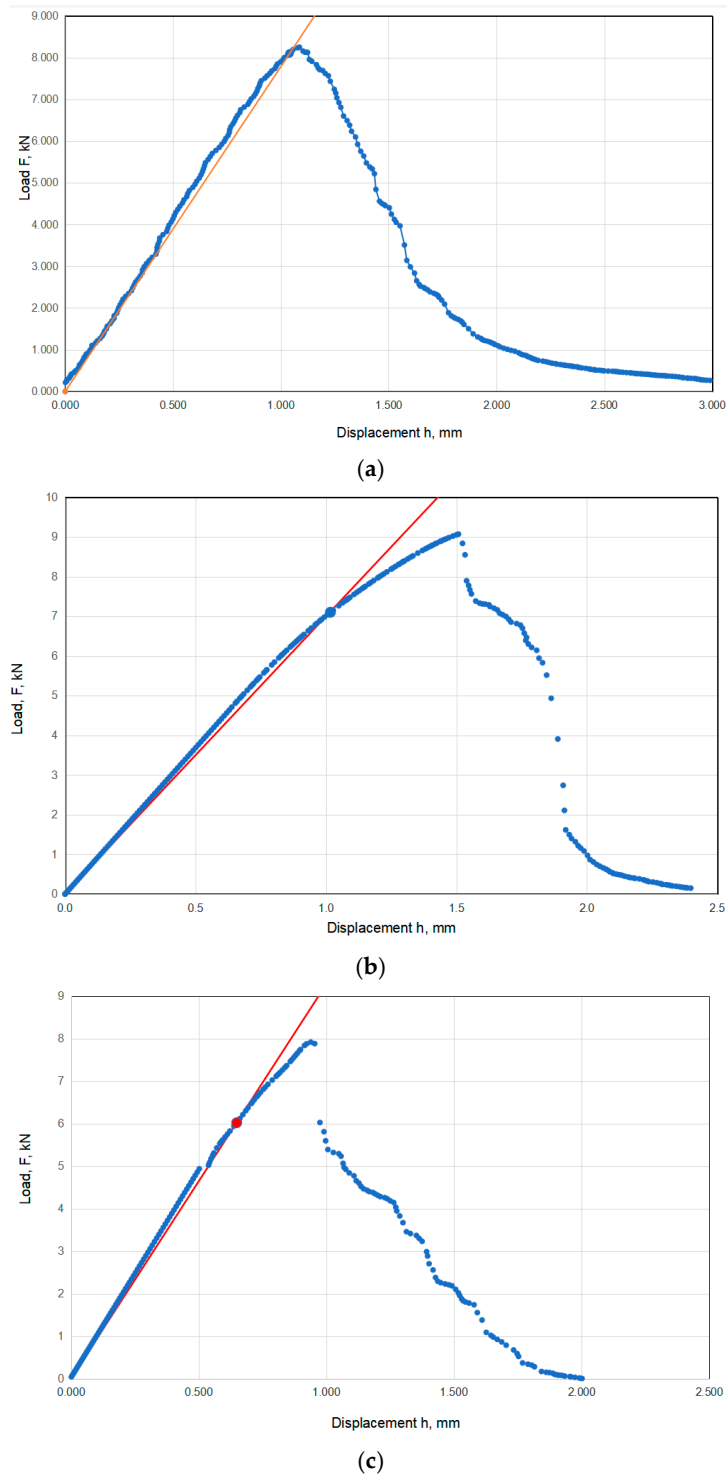 9.000
8.000
7.000
6.000
5.000
4.000
3.000
2.000
1.000
0.000
Load F, kN
0.000 0.500 1.000 1.500 2.000 2.500 3.000
Displacement h, mm
(a)
10
9
8
7
6
5
4
3
2
1
0
Load, F, kN
0.0 0.5 1.0 1.5 2.0 2.5
Displacement h, mm
(b)
9
8
7
6
5
4
3
2
1
0
Load, F, kN
0.000 0.500 1.000 1.500 2.000 2.500
Displacement h, mm
(c)